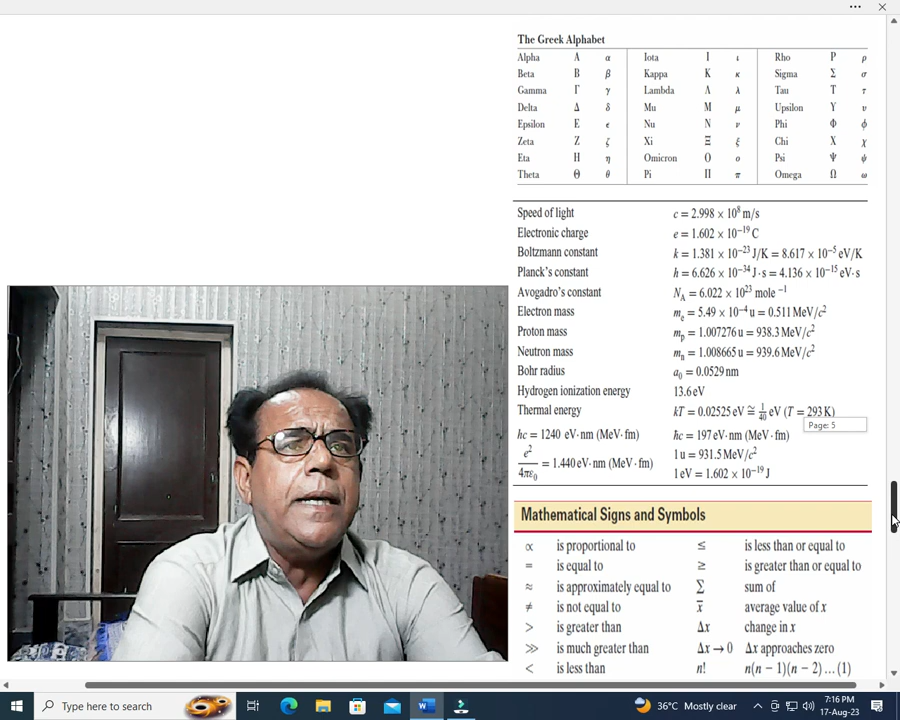 The Greek Alphabet
Alpha Α α Iota Ι ι Rho Ρ ρ
Beta Β β Kappa Κ κ Sigma Σ σ
Gamma Γ γ Lambda Λ λ Tau Τ τ
Delta Δ δ Mu Μ μ Upsilon Υ υ
Epsilon Ε ϵ Nu Ν ν Phi Φ ϕ
Zeta Ζ ζ Xi Ξ ξ Chi Χ χ
Eta Η η Omicron Ο ο Psi Ψ ψ
Theta Θ θ Pi Π π Omega Ω ω
Speed of light c = 2.998 × 10⁸ m/s
Electronic charge e = 1.602 × 10⁻¹⁹ C
Boltzmann constant k = 1.381 × 10⁻²³ J/K = 8.617 × 10⁻⁵ eV/K
Planck's constant h = 6.626 × 10⁻³⁴ J·s = 4.136 × 10⁻¹⁵ eV·s
Avogadro's constant N_A = 6.022 × 10²³ mole ⁻¹
Electron mass m_e = 5.49 × 10⁻⁴ u = 0.511 MeV/c²
Proton mass m_p = 1.007276 u = 938.3 MeV/c²
Neutron mass m_n = 1.008665 u = 939.6 MeV/c²
Bohr radius a₀ = 0.0529 nm
Hydrogen ionization energy 13.6 eV
Thermal energy kT = 0.02525 eV ≅ 1/40 eV (T = 293 K)
Page: 5
hc = 1240 eV·nm (MeV·fm) ħc = 197 eV·nm (MeV·fm)
e²/4πε₀ = 1.440 eV·nm (MeV·fm) 1 u = 931.5 MeV/c²
1 eV = 1.602 × 10⁻¹⁹ J
Mathematical Signs and Symbols
∝ is proportional to ≤ is less than or equal to
= is equal to ≥ is greater than or equal to
≈ is approximately equal to Σ sum of
≠ is not equal to x̄ average value of x
> is greater than Δx change in x
≫ is much greater than Δx → 0 Δx approaches zero
< is less than n! n(n − 1)(n − 2) … (1)
Type here to search
36°C Mostly clear
7:16 PM
17-Aug-23